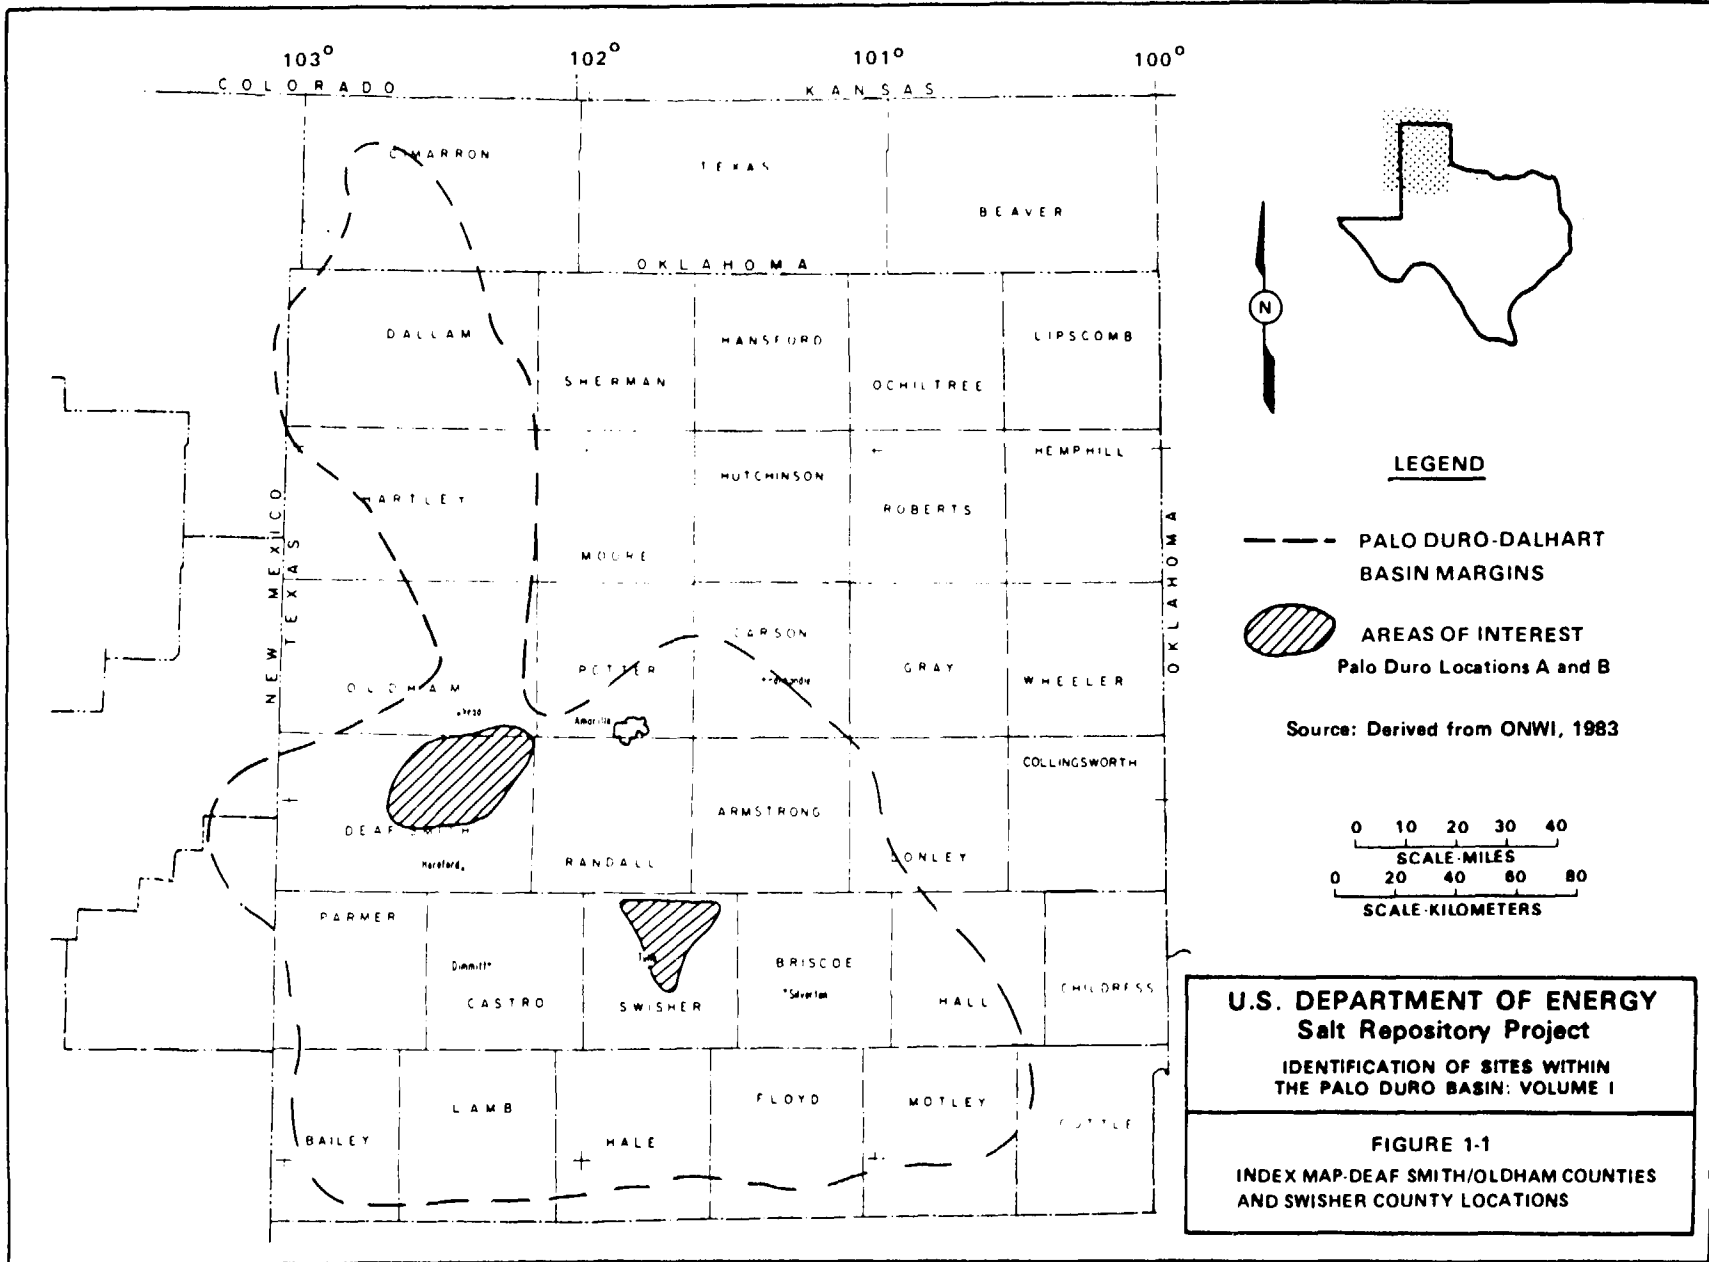 103° 102° 101° 100°
COLORADO KANSAS
CIMARRON
TEXAS
BEAVER
OKLAHOMA
DALLAM
HANSFORD
LIPSCOMB
SHERMAN
OCHILTREE
HEMPHILL
HARTLEY
HUTCHINSON
ROBERTS
MOORE
NEW MEXICO
TEXAS
OKLAHOMA
CARSON
POTTER
GRAY
WHEELER
OLDHAM
Vega
Amarillo
COLLINGSWORTH
ARMSTRONG
DEAF SMITH
Hereford
RANDALL
DONLEY
PARMER
Dimmitt
CASTRO
SWISHER
BRISCOE
Silverton
HALL
CHILDRESS
LAMB
FLOYD
MOTLEY
COTTLE
BAILEY
HALE
N
LEGEND
PALO DURO-DALHART
BASIN MARGINS
AREAS OF INTEREST
Palo Duro Locations A and B
Source: Derived from ONWI, 1983
0 10 20 30 40
SCALE-MILES
0 20 40 60 80
SCALE-KILOMETERS
U.S. DEPARTMENT OF ENERGY
Salt Repository Project
IDENTIFICATION OF SITES WITHIN
THE PALO DURO BASIN: VOLUME I
FIGURE 1-1
INDEX MAP-DEAF SMITH/OLDHAM COUNTIES
AND SWISHER COUNTY LOCATIONS